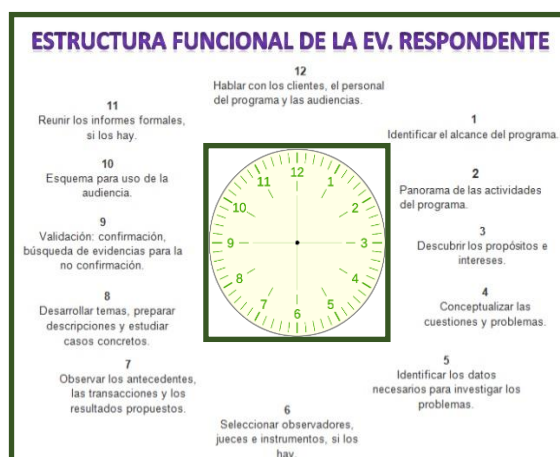 ESTRUCTURA FUNCIONAL DE LA EV. RESPONDENTE
12
Hablar con los clientes, el personal
del programa y las audiencias.
1
Identificar el alcance del programa.
2
Panorama de las actividades
del programa.
3
Descubrir los propósitos e
intereses.
4
Conceptualizar las
cuestiones y problemas.
5
Identificar los datos
necesarios para investigar los
problemas.
6
Seleccionar observadores,
jueces e instrumentos, si los
hay.
7
Observar los antecedentes,
las transacciones y los
resultados propuestos.
8
Desarrollar temas, preparar
descripciones y estudiar
casos concretos.
9
Validación: confirmación,
búsqueda de evidencias para la
no confirmación.
10
Esquema para uso de la
audiencia.
11
Reunir los informes formales,
si los hay.
12
1
2
3
4
5
6
7
8
9
10
11